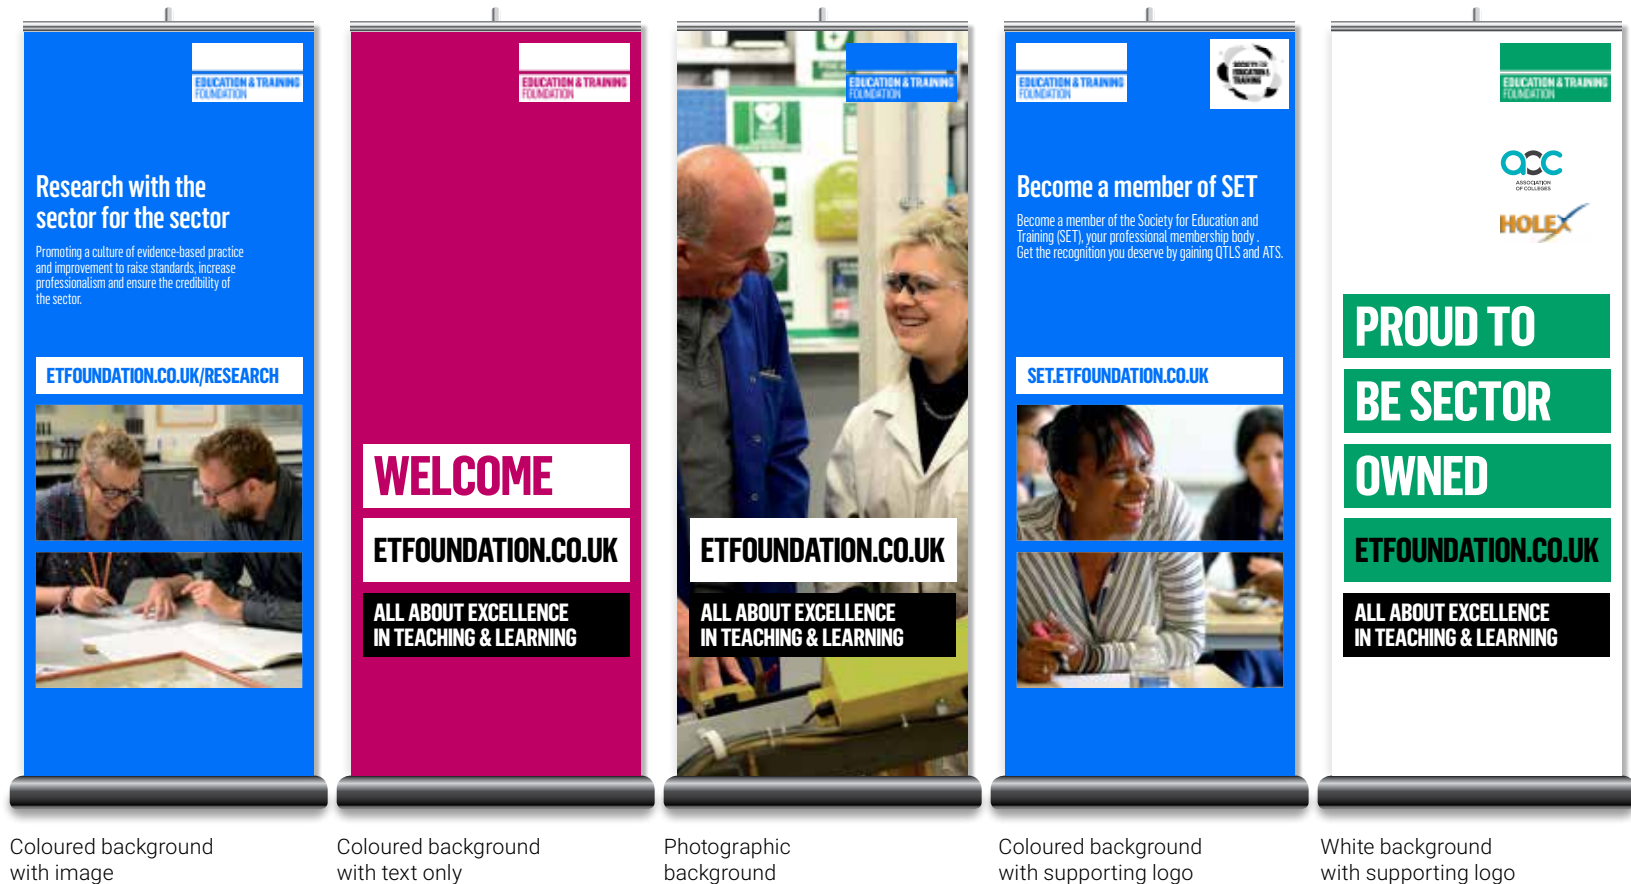 EDUCATION & TRAINING
FOUNDATION
Research with the
sector for the sector
Promoting a culture of evidence-based practice
and improvement to raise standards, increase
professionalism and ensure the credibility of
the sector.
ETFOUNDATION.CO.UK/RESEARCH
Coloured background
with image
EDUCATION & TRAINING
FOUNDATION
WELCOME
ETFOUNDATION.CO.UK
ALL ABOUT EXCELLENCE
IN TEACHING & LEARNING
Coloured background
with text only
EDUCATION & TRAINING
FOUNDATION
ETFOUNDATION.CO.UK
ALL ABOUT EXCELLENCE
IN TEACHING & LEARNING
Photographic
background
EDUCATION & TRAINING
FOUNDATION
SOCIETY FOR
EDUCATION &
TRAINING
Become a member of SET
Become a member of the Society for Education and
Training (SET), your professional membership body .
Get the recognition you deserve by gaining QTLS and ATS.
SET.ETFOUNDATION.CO.UK
Coloured background
with supporting logo
EDUCATION & TRAINING
FOUNDATION
aoc
ASSOCIATION
OF COLLEGES
HOLEX
PROUD TO
BE SECTOR
OWNED
ETFOUNDATION.CO.UK
ALL ABOUT EXCELLENCE
IN TEACHING & LEARNING
White background
with supporting logo